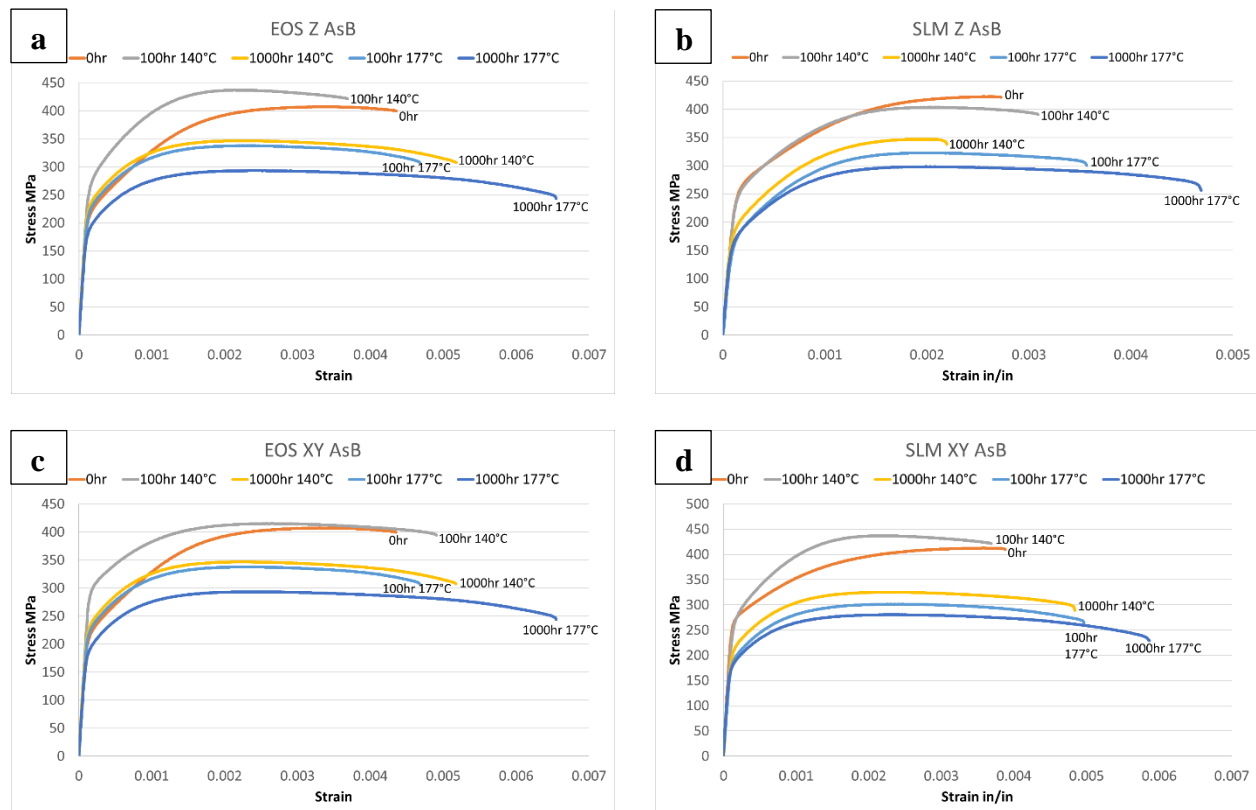 a
EOS Z AsB
0hr 100hr 140°C 1000hr 140°C 100hr 177°C 1000hr 177°C
450
400
350
300
250
200
150
100
50
0
Stress MPa
100hr 140°C
0hr
1000hr 140°C
100hr 177°C
1000hr 177°C
0 0.001 0.002 0.003 0.004 0.005 0.006 0.007
Strain
b
SLM Z AsB
0hr 100hr 140°C 1000hr 140°C 100hr 177°C 1000hr 177°C
450
400
350
300
250
200
150
100
50
0
Stress MPa
0hr
100hr 140°C
1000hr 140°C
100hr 177°C
1000hr 177°C
0 0.001 0.002 0.003 0.004 0.005
Strain in/in
c
EOS XY AsB
0hr 100hr 140°C 1000hr 140°C 100hr 177°C 1000hr 177°C
450
400
350
300
250
200
150
100
50
0
Stress MPa
0hr
100hr 140°C
1000hr 140°C
100hr 177°C
1000hr 177°C
0 0.001 0.002 0.003 0.004 0.005 0.006 0.007
Strain
d
SLM XY AsB
0hr 100hr 140°C 1000hr 140°C 100hr 177°C 1000hr 177°C
500
450
400
350
300
250
200
150
100
50
0
Stress MPa
100hr 140°C
0hr
1000hr 140°C
100hr
177°C
1000hr 177°C
0 0.001 0.002 0.003 0.004 0.005 0.006 0.007
Strain in/in